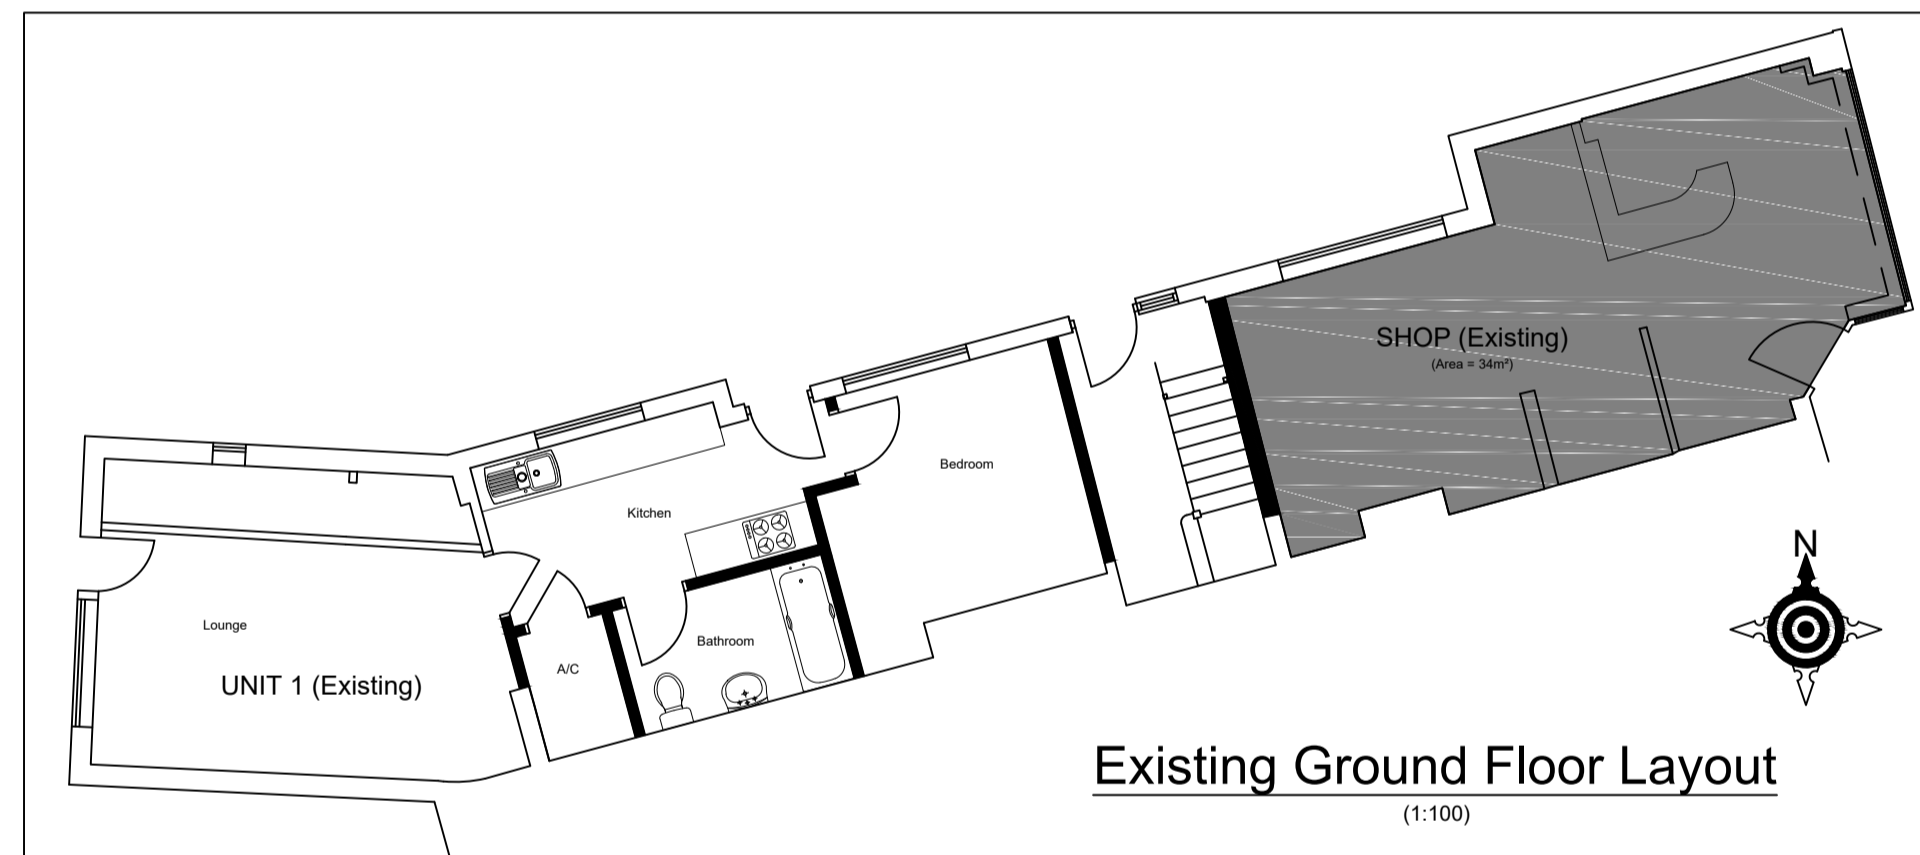 SHOP (Existing)
(Area = 34m²)
Bedroom
Kitchen
Lounge
UNIT 1 (Existing)
A/C
Bathroom
N
Existing Ground Floor Layout
(1:100)